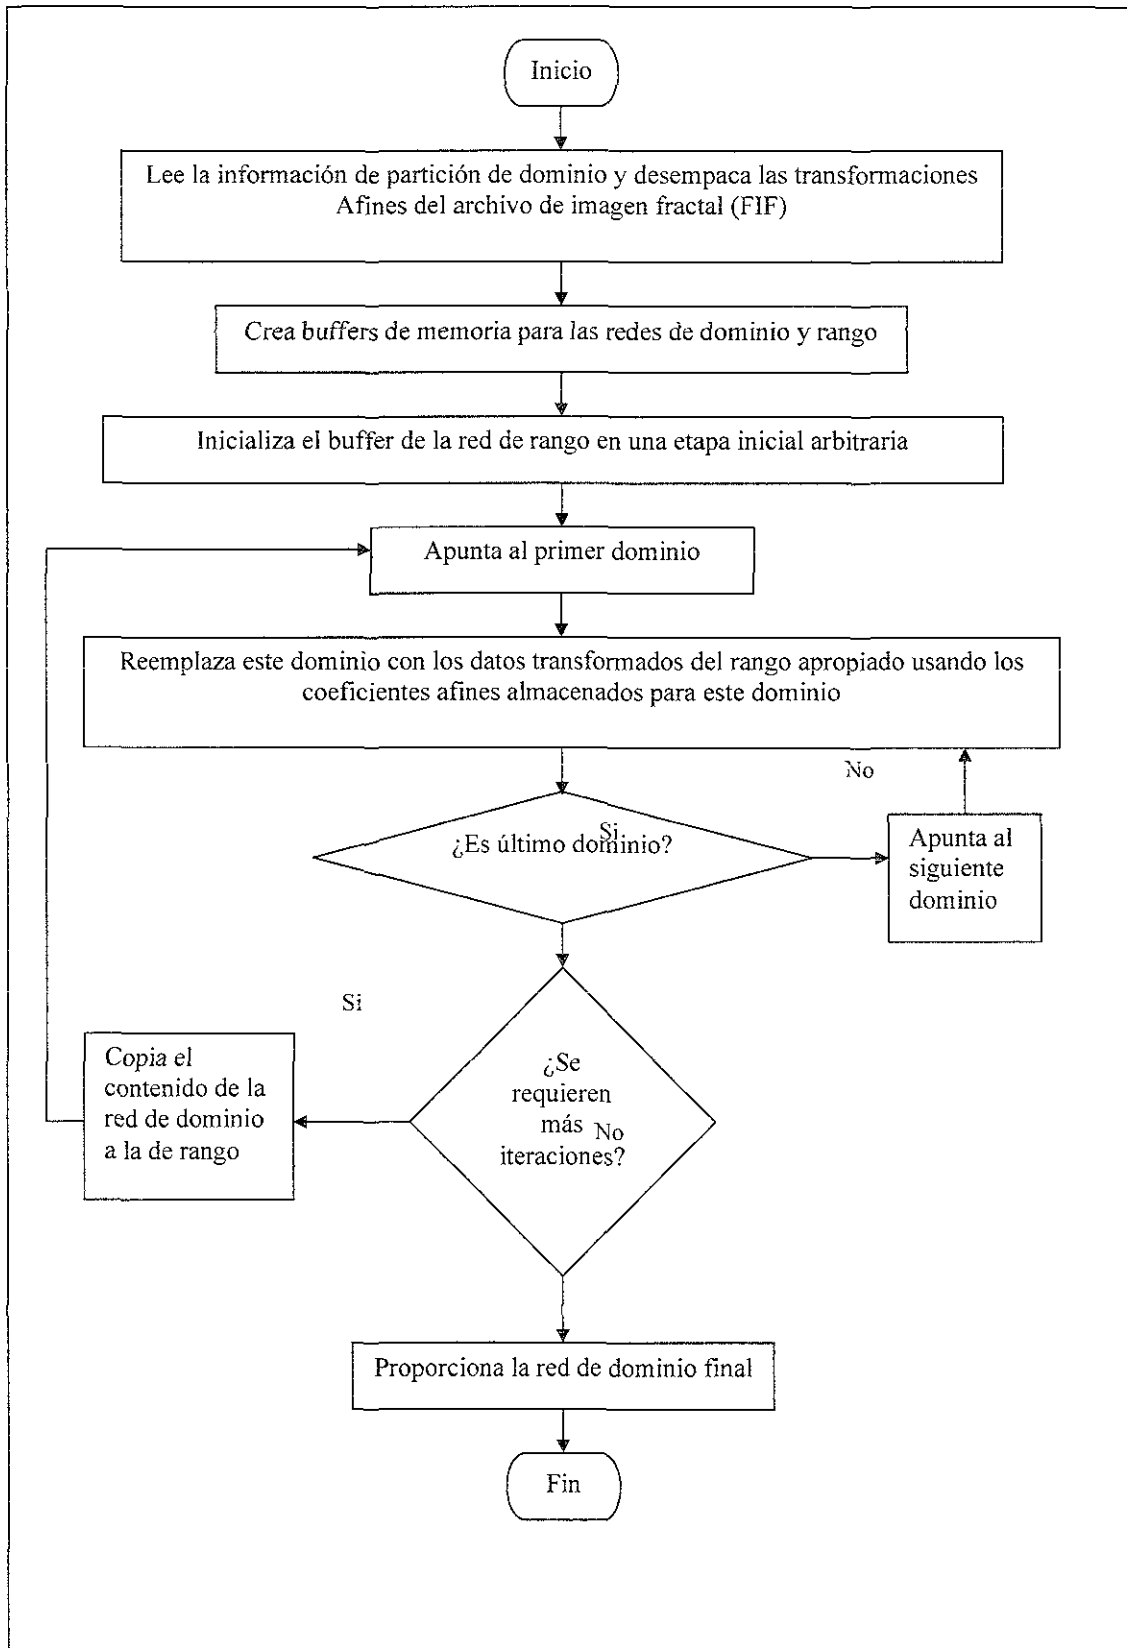 Inicio
Lee la información de partición de dominio y desempaca las transformaciones
Afines del archivo de imagen fractal (FIF)
Crea buffers de memoria para las redes de dominio y rango
Inicializa el buffer de la red de rango en una etapa inicial arbitraria
Apunta al primer dominio
Reemplaza este dominio con los datos transformados del rango apropiado usando los
coeficientes afines almacenados para este dominio
No
Si
¿Es último dominio?
Apunta al
siguiente
dominio
Si
Copia el
contenido de la
red de dominio
a la de rango
¿Se
requieren
más
No
iteraciones?
Proporciona la red de dominio final
Fin